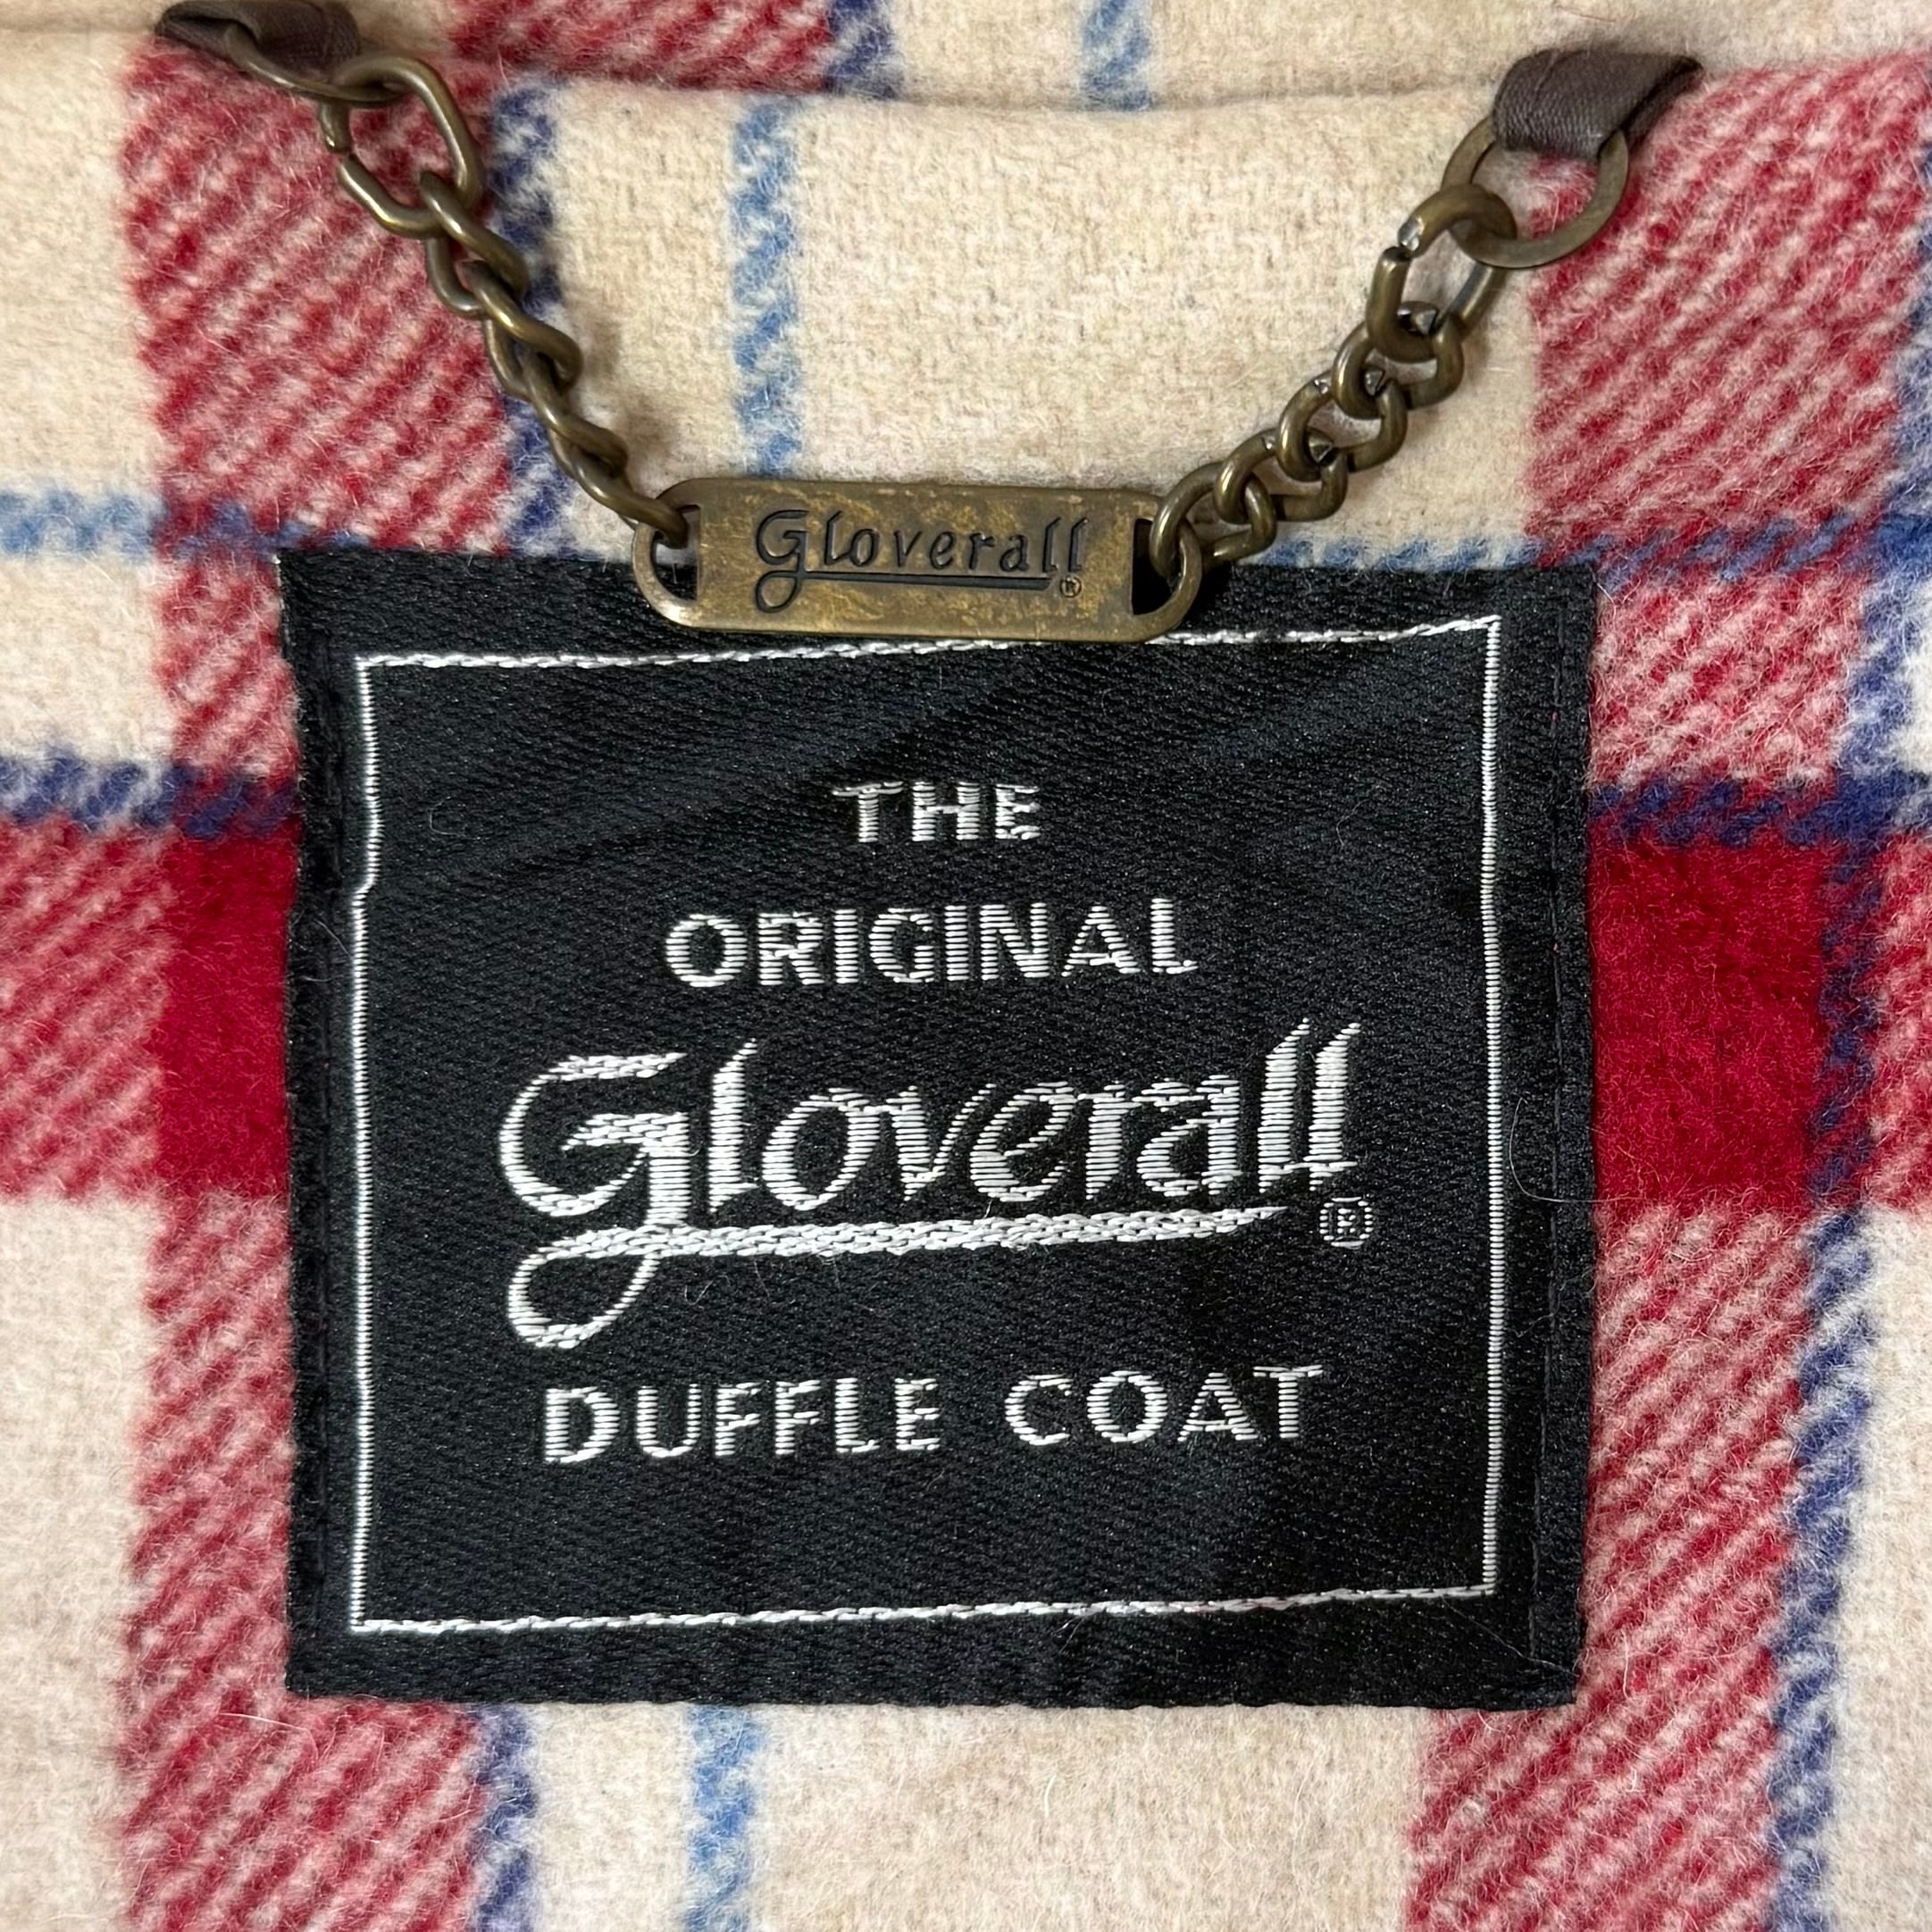 Gloverall®
THE
ORIGINAL
Gloverall®
DUFFLE COAT